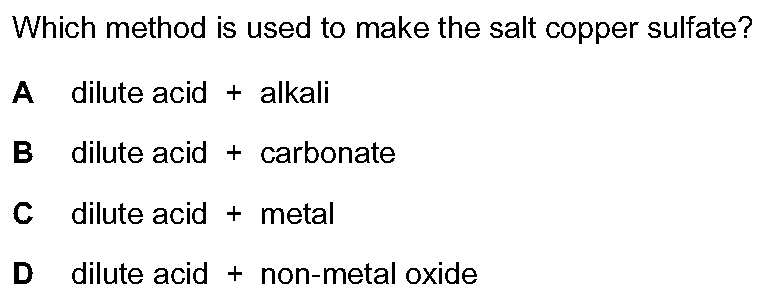 Which method is used to make the salt copper sulfate?
A dilute acid + alkali
B dilute acid + carbonate
C dilute acid + metal
D dilute acid + non-metal oxide